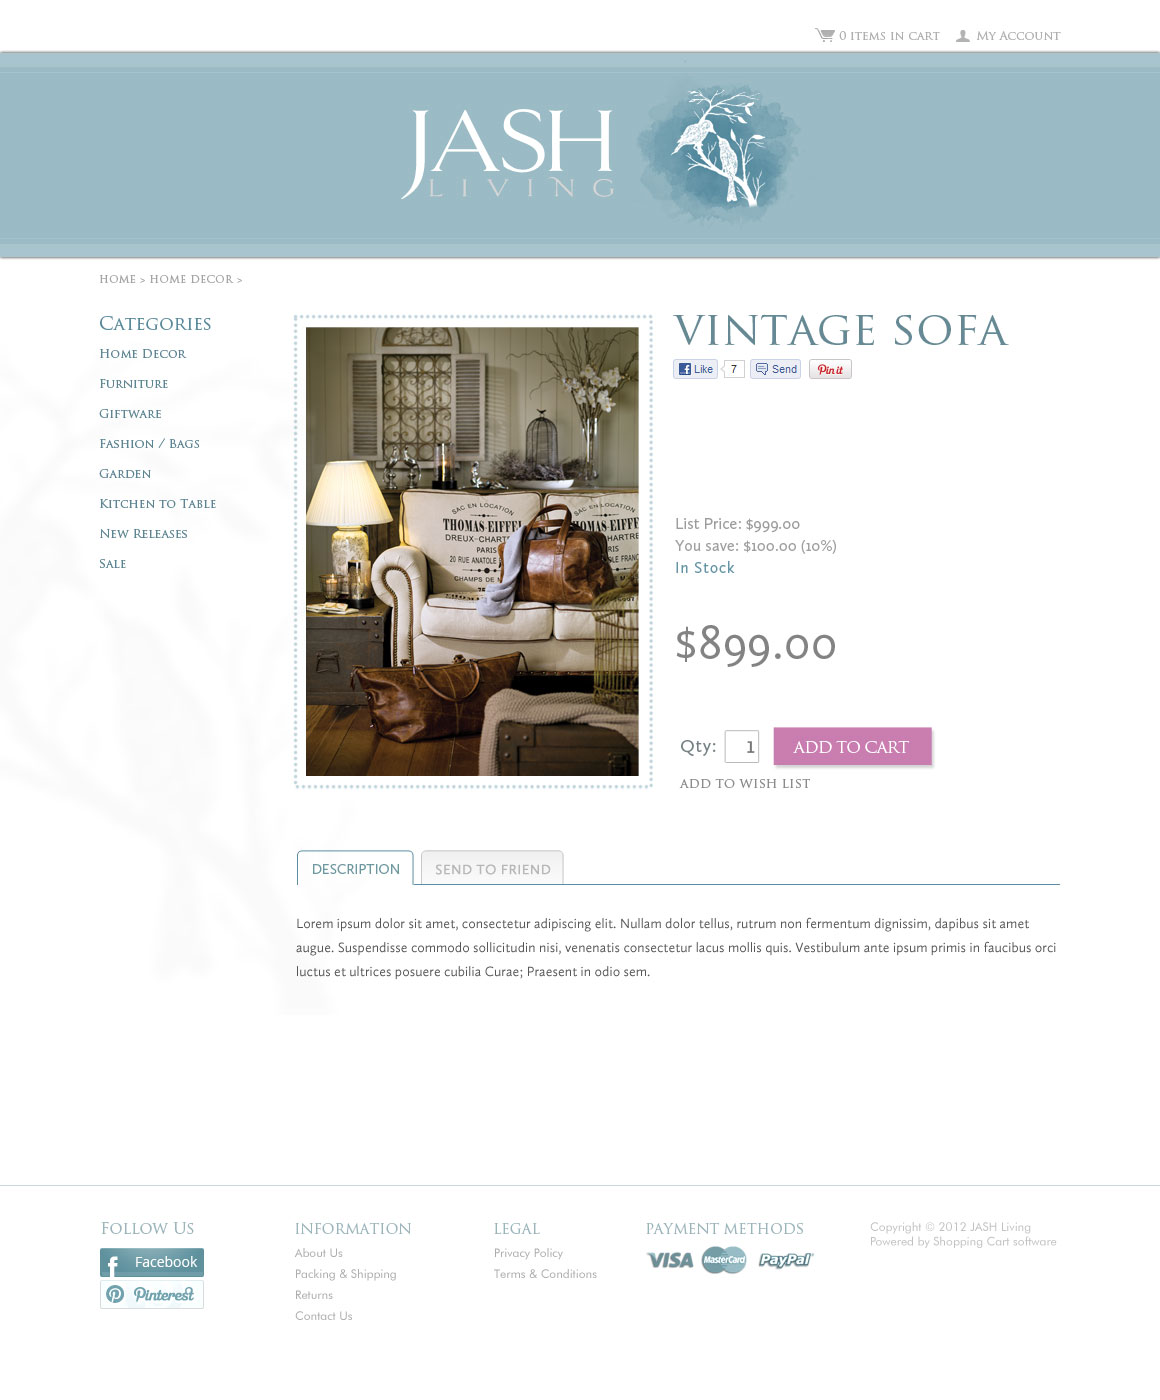 0 items in cart
My Account
JASH
LIVING
HOME > HOME DECOR >
Categories
Home Decor
Furniture
Giftware
Fashion / Bags
Garden
Kitchen to Table
New Releases
Sale
SAC EN LOCATION
THOMAS-EIFFEL
DREUX-CHARTRE
PARIS
20 RUE ANATOLE
CHAMPS DE M
EN LOCATION
THOMAS-EIFFE
EUX-CHARTE
VINTAGE SOFA
Like
7
Send
Pin it
List Price: $999.00
You save: $100.00 (10%)
In Stock
$899.00
Qty:
1
ADD TO CART
ADD TO WISH LIST
DESCRIPTION
SEND TO FRIEND
Lorem ipsum dolor sit amet, consectetur adipiscing elit. Nullam dolor tellus, rutrum non fermentum dignissim, dapibus sit amet
augue. Suspendisse commodo sollicitudin nisi, venenatis consectetur lacus mollis quis. Vestibulum ante ipsum primis in faucibus orci
luctus et ultrices posuere cubilia Curae; Praesent in odio sem.
Follow Us
Facebook
Pinterest
INFORMATION
About Us
Packing & Shipping
Returns
Contact Us
LEGAL
Privacy Policy
Terms & Conditions
PAYMENT METHODS
VISA
MasterCard
PayPal
Copyright © 2012 JASH Living
Powered by Shopping Cart software